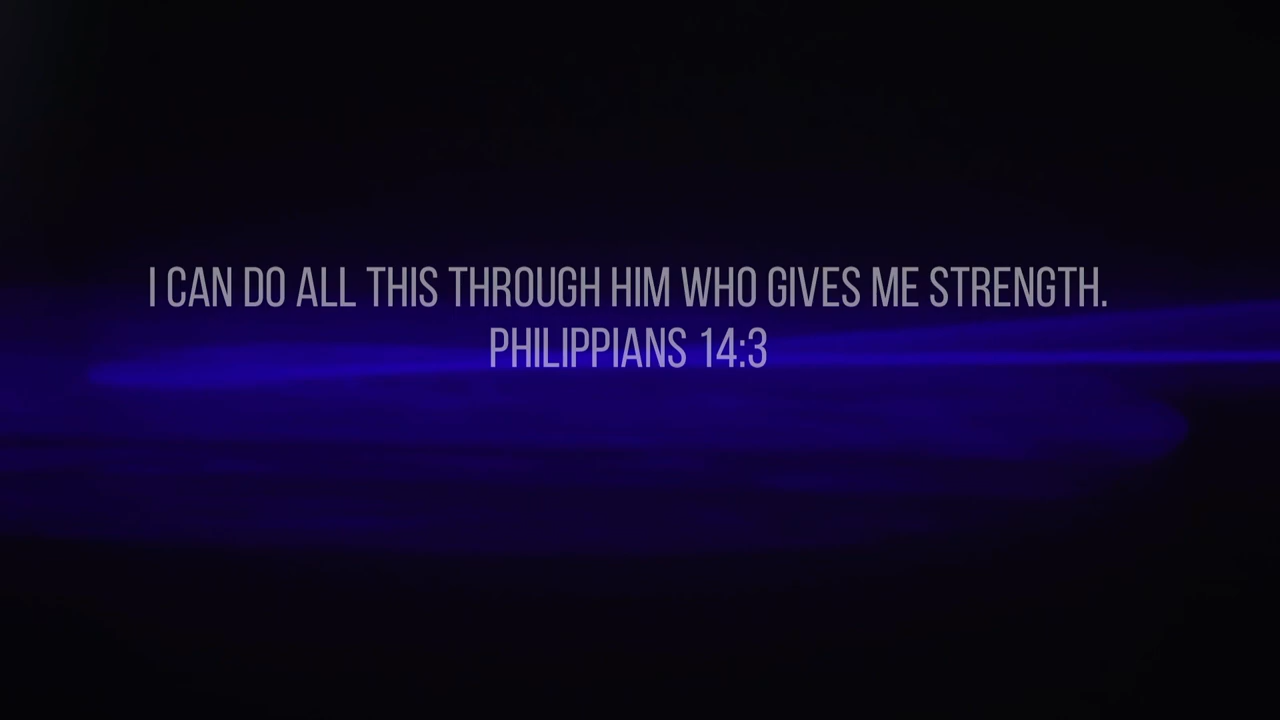 I CAN DO ALL THIS THROUGH HIM WHO GIVES ME STRENGTH.
PHILIPPIANS 14:3